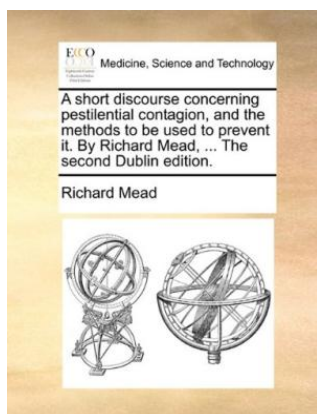 ECCO
Medicine, Science and Technology
A short discourse concerning
pestilential contagion, and the
methods to be used to prevent
it. By Richard Mead, ... The
second Dublin edition.
Richard Mead